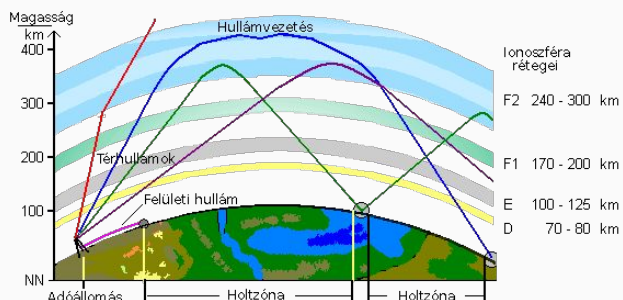 Magasság
km
400
300
200
100
NN
Hullámvezetés
Térhullámok
Felületi hullám
Adóállomás
Holtzóna
Holtzóna
Ionoszféra
rétegei
F2 240 - 300 km
F1 170 - 200 km
E 100 - 125 km
D 70 - 80 km